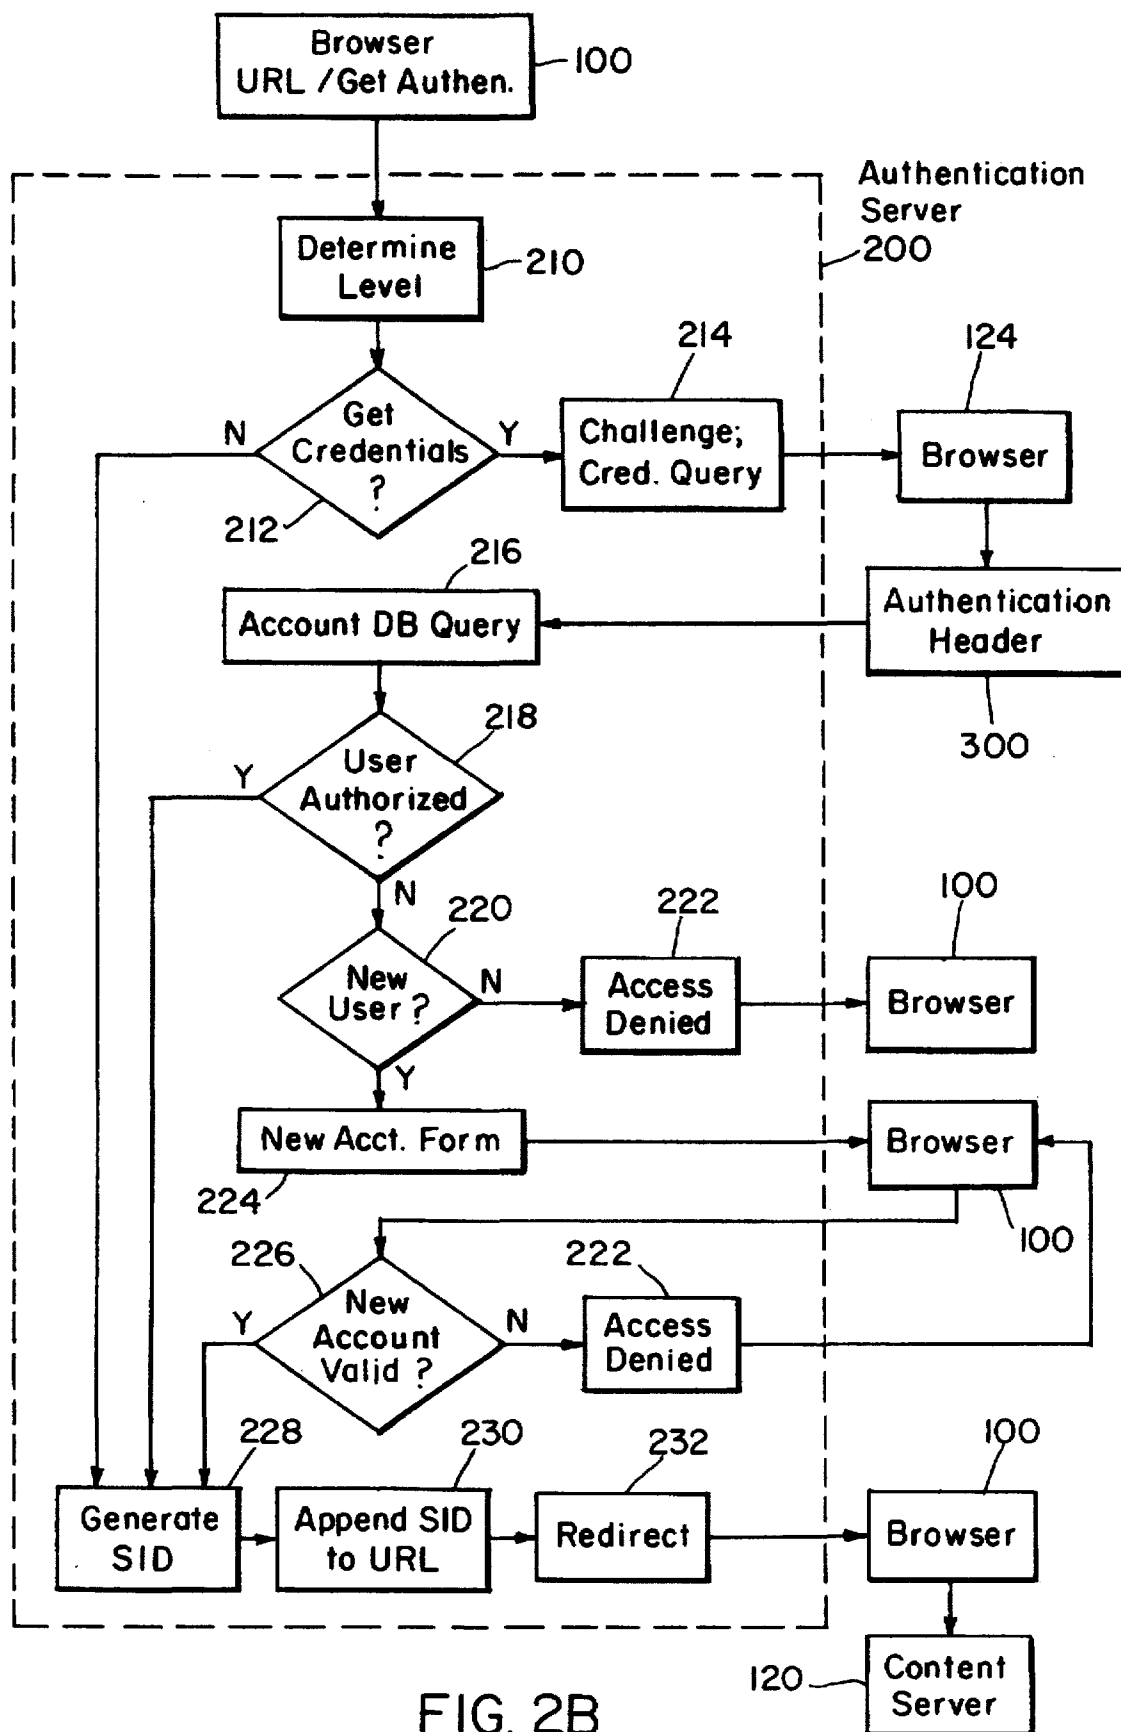 Browser
URL /Get Authen.
100
Authentication
Server
200
Determine
Level
210
214
124
Get
Credentials
?
N
Y
212
Challenge;
Cred. Query
Browser
216
Account DB Query
Authentication
Header
300
218
User
Authorized
?
Y
N
220
222
100
New
User ?
N
Y
Access
Denied
Browser
New Acct. Form
224
Browser
100
226
222
New
Account
Valid ?
Y
N
Access
Denied
228
230
232
100
Generate
SID
Append SID
to URL
Redirect
Browser
120
Content
Server
FIG. 2B